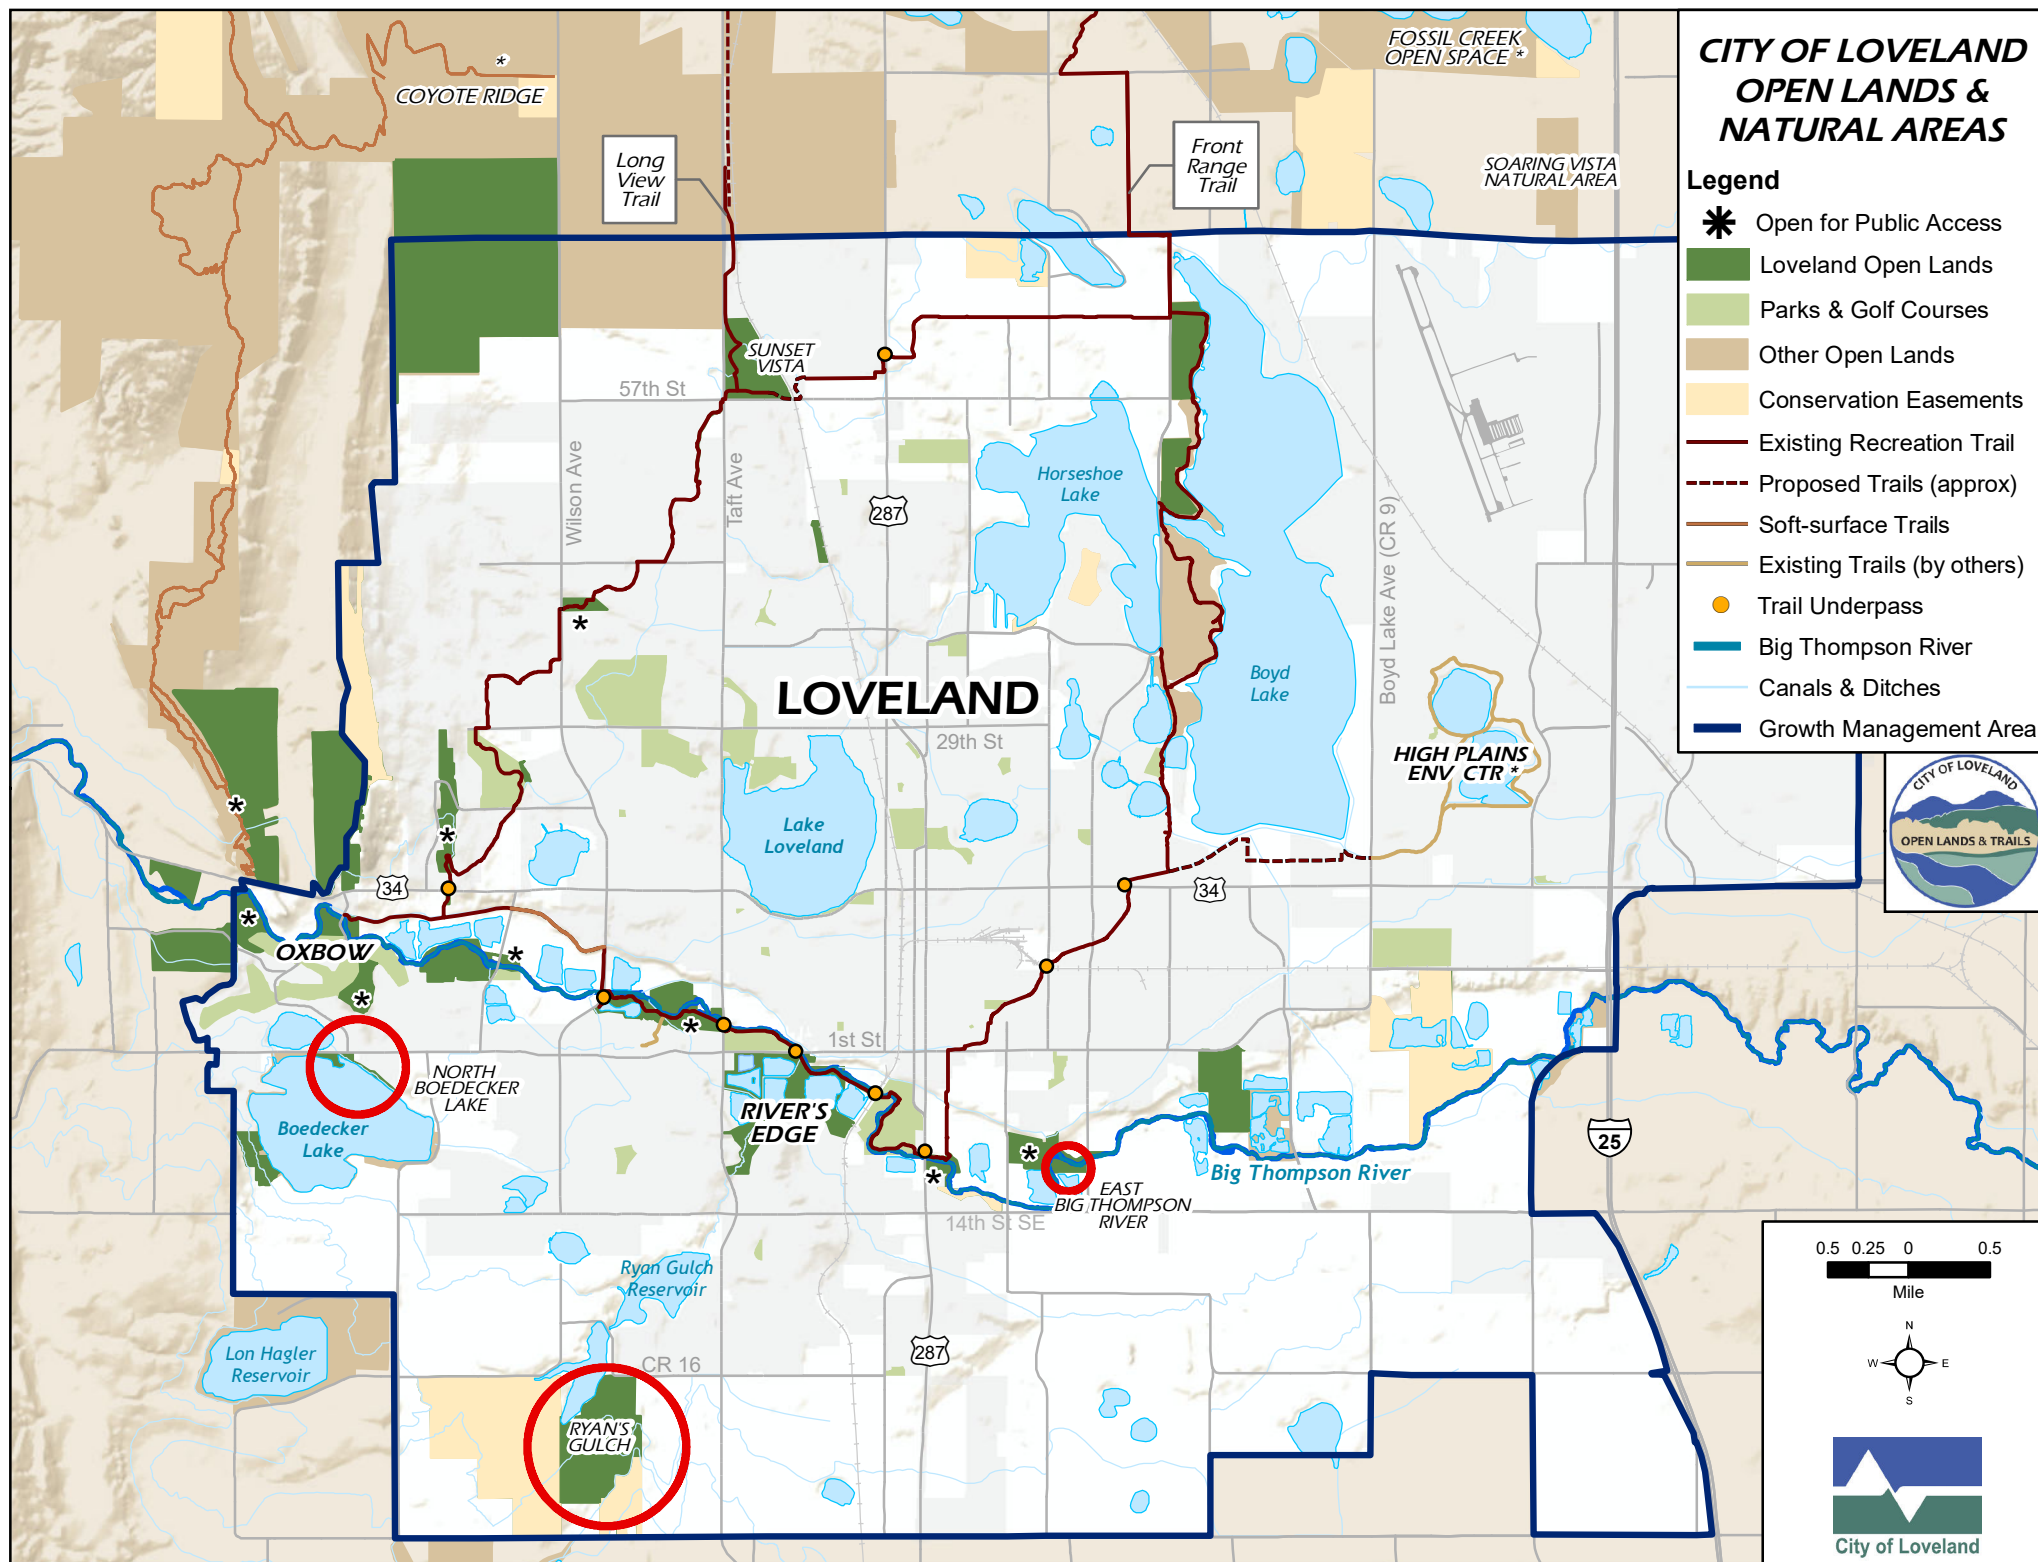 CITY OF LOVELAND
OPEN LANDS &
NATURAL AREAS
Legend
Open for Public Access
Loveland Open Lands
Parks & Golf Courses
Other Open Lands
Conservation Easements
Existing Recreation Trail
Proposed Trails (approx)
Soft-surface Trails
Existing Trails (by others)
Trail Underpass
Big Thompson River
Canals & Ditches
Growth Management Area
CITY OF LOVELAND
OPEN LANDS & TRAILS
*
COYOTE RIDGE
FOSSIL CREEK
OPEN SPACE *
SOARING VISTA
NATURAL AREA
Long
View
Trail
Front
Range
Trail
SUNSET
VISTA
57th St
Wilson Ave
Taft Ave
287
Horseshoe
Lake
Boyd Lake Ave (CR 9)
*
LOVELAND
Boyd
Lake
29th St
HIGH PLAINS
ENV CTR *
*
*
Lake
Loveland
34
34
*
OXBOW
*
*
*
1st St
NORTH
BOEDECKER
LAKE
Boedecker
Lake
RIVER'S
EDGE
*
*
Big Thompson River
25
EAST
BIG THOMPSON
RIVER
14th St SE
Ryan Gulch
Reservoir
Lon Hagler
Reservoir
CR 16
287
RYAN'S
GULCH
0.5 0.25 0 0.5
Mile
N
W E
S
City of Loveland